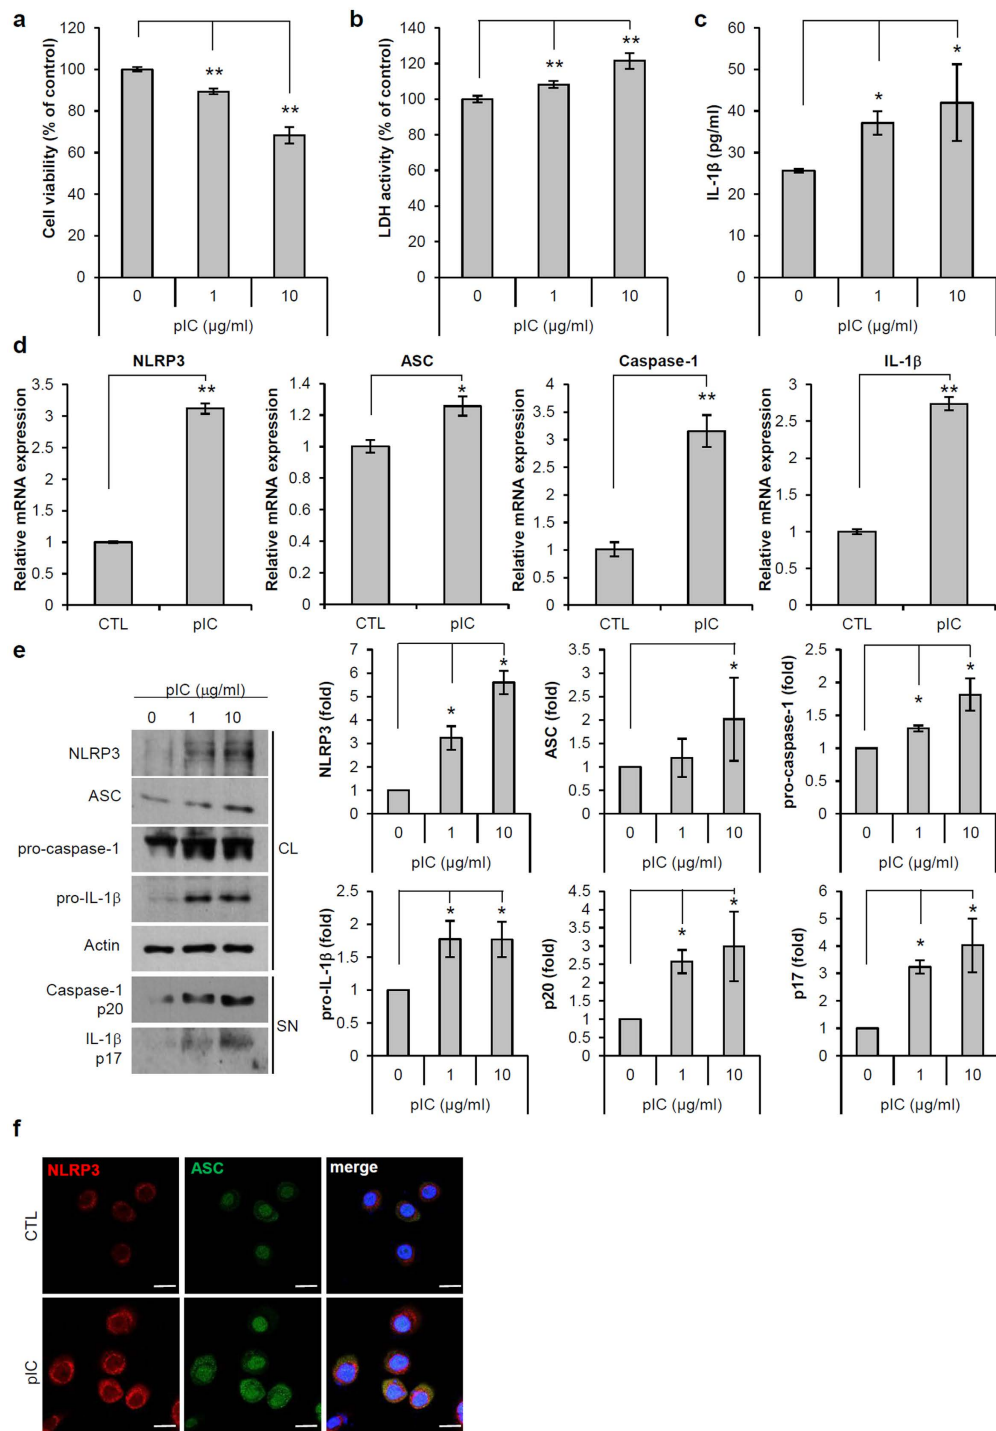 a
Cell viability (% of control)
120
100
80
60
40
20
0
**
**
0 1 10
pIC (µg/ml)
b
LDH activity (% of control)
140
120
100
80
60
40
20
0
**
**
0 1 10
pIC (µg/ml)
c
IL-1β (pg/ml)
60
50
40
30
20
10
0
*
*
0 1 10
pIC (µg/ml)
d
NLRP3
Relative mRNA expression
3.5
3
2.5
2
1.5
1
0.5
0
**
CTL pIC
ASC
Relative mRNA expression
1.4
1.2
1
0.8
0.6
0.4
0.2
0
*
CTL pIC
Caspase-1
Relative mRNA expression
4
3.5
3
2.5
2
1.5
1
0.5
0
**
CTL pIC
IL-1β
Relative mRNA expression
3
2.5
2
1.5
1
0.5
0
**
CTL pIC
e
pIC (µg/ml)
0 1 10
NLRP3
ASC
pro-caspase-1
pro-IL-1β
Actin
CL
Caspase-1
p20
IL-1β
p17
SN
NLRP3 (fold)
7
6
5
4
3
2
1
0
*
*
0 1 10
pIC (µg/ml)
ASC (fold)
3.5
3
2.5
2
1.5
1
0.5
0
*
0 1 10
pIC (µg/ml)
pro-caspase-1 (fold)
2.5
2
1.5
1
0.5
0
*
*
0 1 10
pIC (µg/ml)
pro-IL-1β (fold)
2.5
2
1.5
1
0.5
0
*
*
0 1 10
pIC (µg/ml)
p20 (fold)
4.5
4
3.5
3
2.5
2
1.5
1
0.5
0
*
*
0 1 10
pIC (µg/ml)
p17 (fold)
6
5
4
3
2
1
0
*
*
0 1 10
pIC (µg/ml)
f
NLRP3
ASC
merge
CTL
pIC